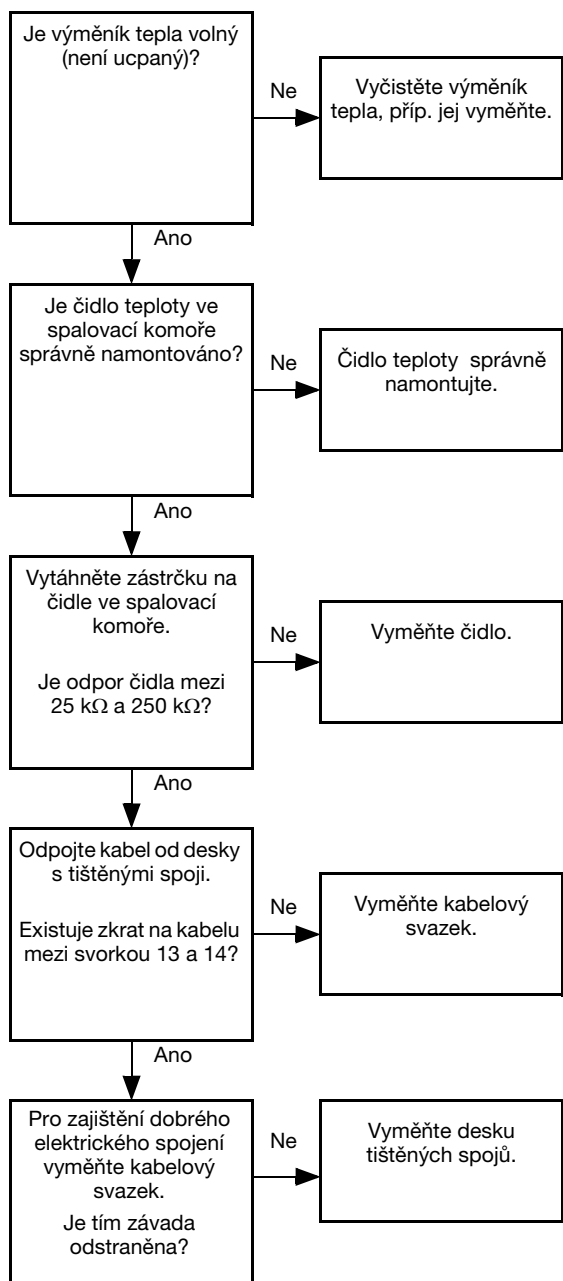 Je výměník tepla volný
(není ucpaný)?
Ne
Vyčistěte výměník
tepla, příp. jej vyměňte.
Ano
Je čidlo teploty ve
spalovací komoře
správně namontováno?
Ne
Čidlo teploty správně
namontujte.
Ano
Vytáhněte zástrčku na
čidle ve spalovací
komoře.
Je odpor čidla mezi
25 kΩ a 250 kΩ?
Ne
Vyměňte čidlo.
Ano
Odpojte kabel od desky
s tištěnými spoji.
Existuje zkrat na kabelu
mezi svorkou 13 a 14?
Ne
Vyměňte kabelový
svazek.
Ano
Pro zajištění dobrého
elektrického spojení
vyměňte kabelový
svazek.
Je tím závada
odstraněna?
Ne
Vyměňte desku
tištěných spojů.